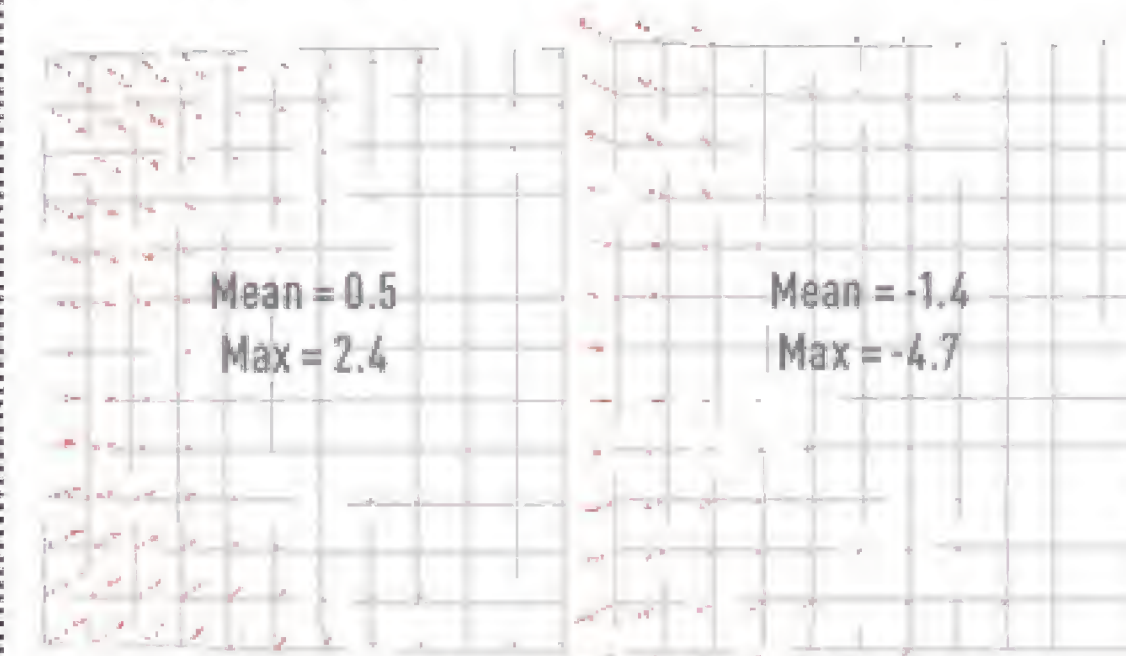 Mean = 0.5
Max = 2.4
Mean = -1.4
Max = -4.7